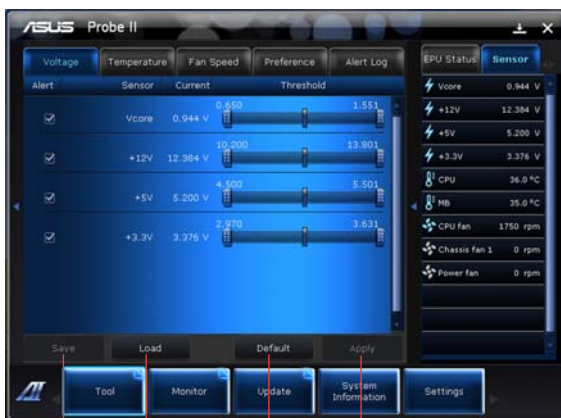 ASUS Probe II
Voltage Temperature Fan Speed Preference Alert Log
Alert Sensor Current Threshold
Vcore 0.944 V 0.650 1.551
+12V 12.384 V 10.200 13.801
+5V 5.200 V 4.500 5.501
+3.3V 3.376 V 2.970 3.631
Save Load Default Apply
EPU Status Sensor
Vcore 0.944 V
+12V 12.384 V
+5V 5.200 V
+3.3V 3.376 V
CPU 36.0 °C
MB 35.0 °C
CPU fan 1750 rpm
Chassis fan 1 0 rpm
Power fan 0 rpm
Tool Monitor Update System Information Settings